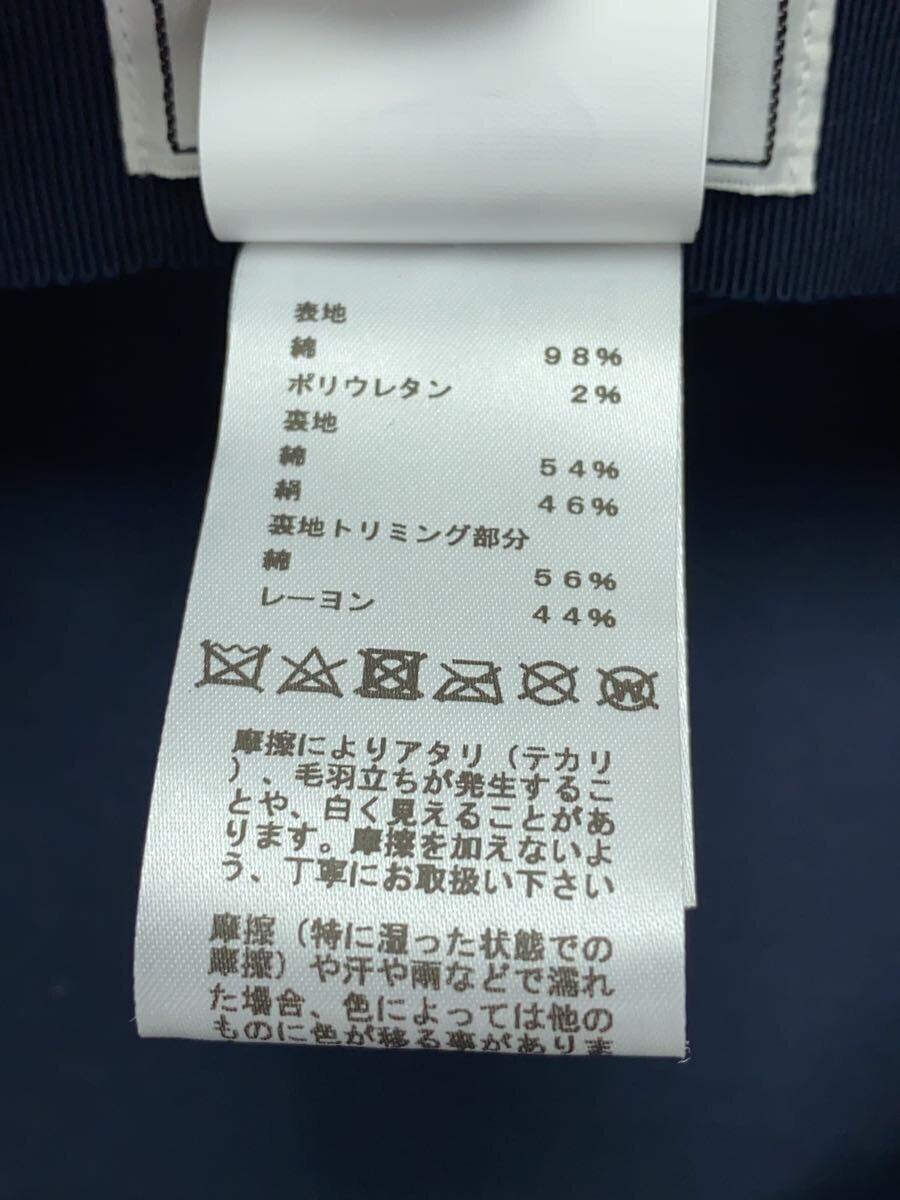 表地
綿 98%
ポリウレタン 2%
裏地
綿 54%
絹 46%
裏地トリミング部分
綿 56%
レーヨン 44%
W
摩擦によりアタリ(テカリ
)、毛羽立ちが発生するこ
とや、白く見えることがあ
ります。摩擦を加えないよ
う、丁寧にお取扱い下さい
摩擦(特に湿った状態での
摩擦)や汗や雨などで濡れ
た場合、色によっては他の
ものに色が移る事がありま